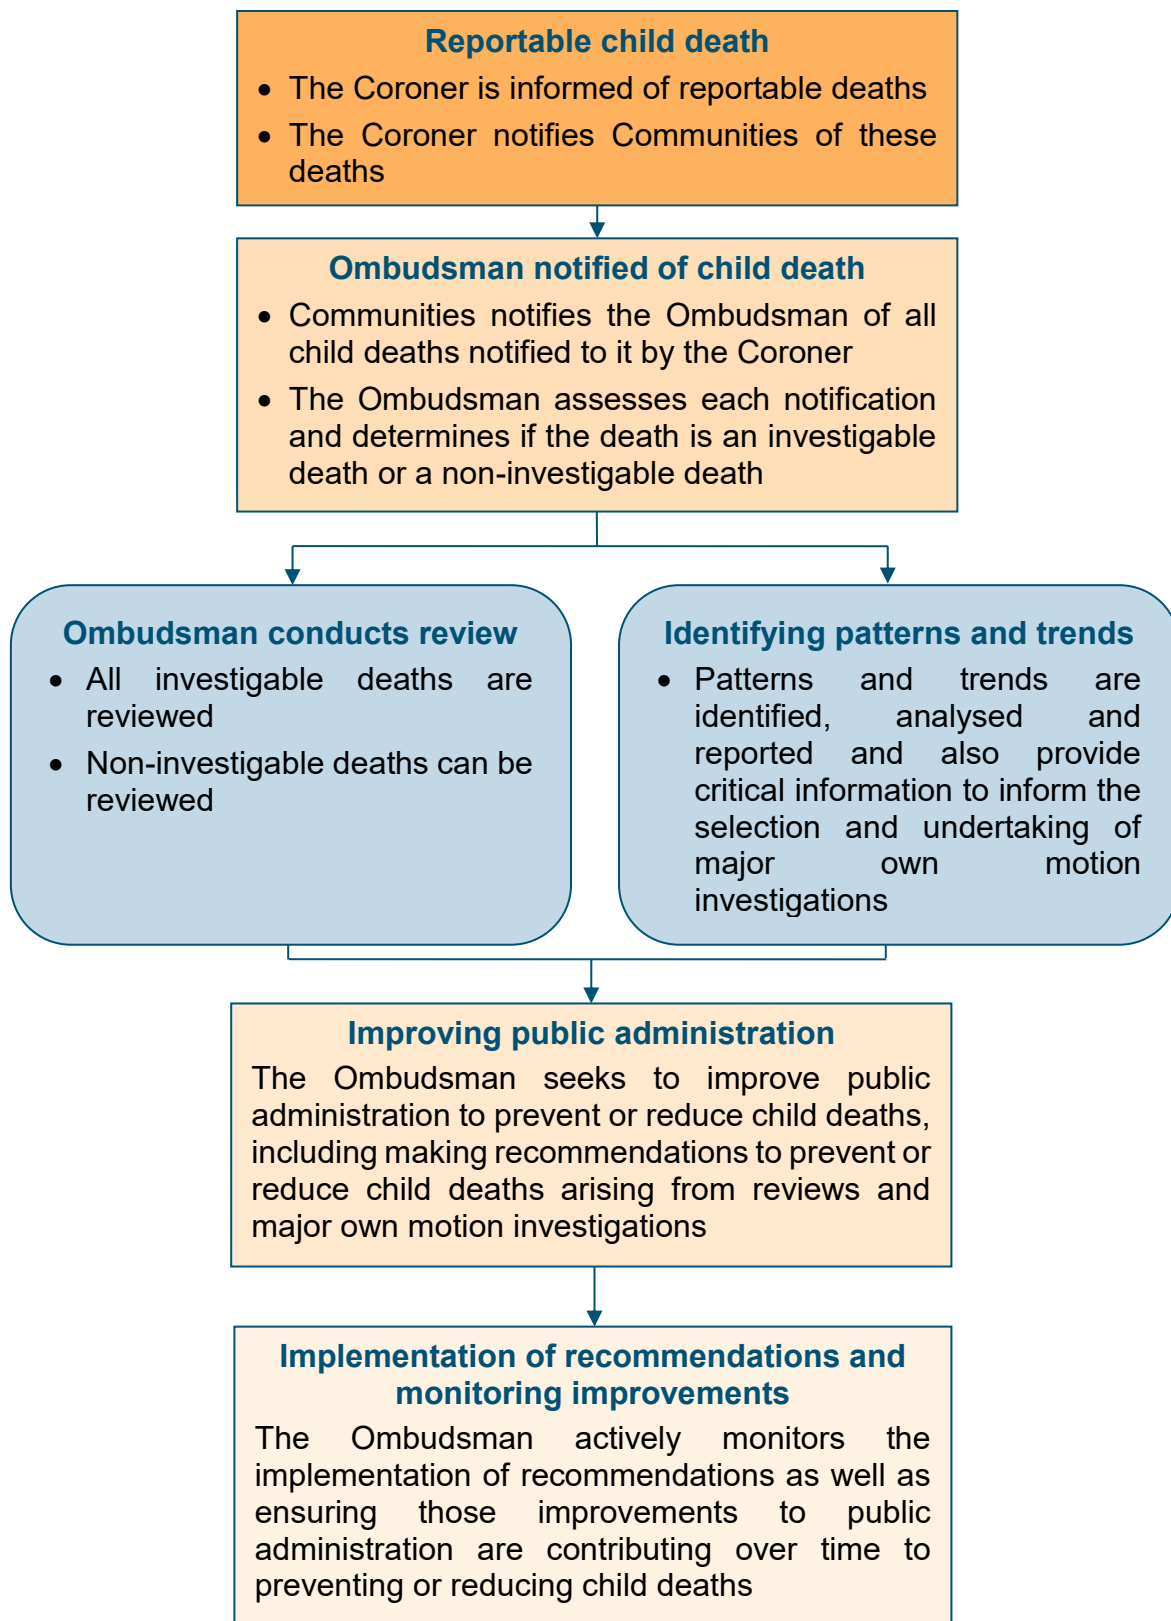 Reportable child death
• The Coroner is informed of reportable deaths
• The Coroner notifies Communities of these
deaths
Ombudsman notified of child death
• Communities notifies the Ombudsman of all
child deaths notified to it by the Coroner
• The Ombudsman assesses each notification
and determines if the death is an investigable
death or a non-investigable death
Ombudsman conducts review
• All investigable deaths are
reviewed
• Non-investigable deaths can be
reviewed
Identifying patterns and trends
• Patterns and trends are
identified, analysed and
reported and also provide
critical information to inform the
selection and undertaking of
major own motion
investigations
Improving public administration
The Ombudsman seeks to improve public
administration to prevent or reduce child deaths,
including making recommendations to prevent or
reduce child deaths arising from reviews and
major own motion investigations
Implementation of recommendations and
monitoring improvements
The Ombudsman actively monitors the
implementation of recommendations as well as
ensuring those improvements to public
administration are contributing over time to
preventing or reducing child deaths